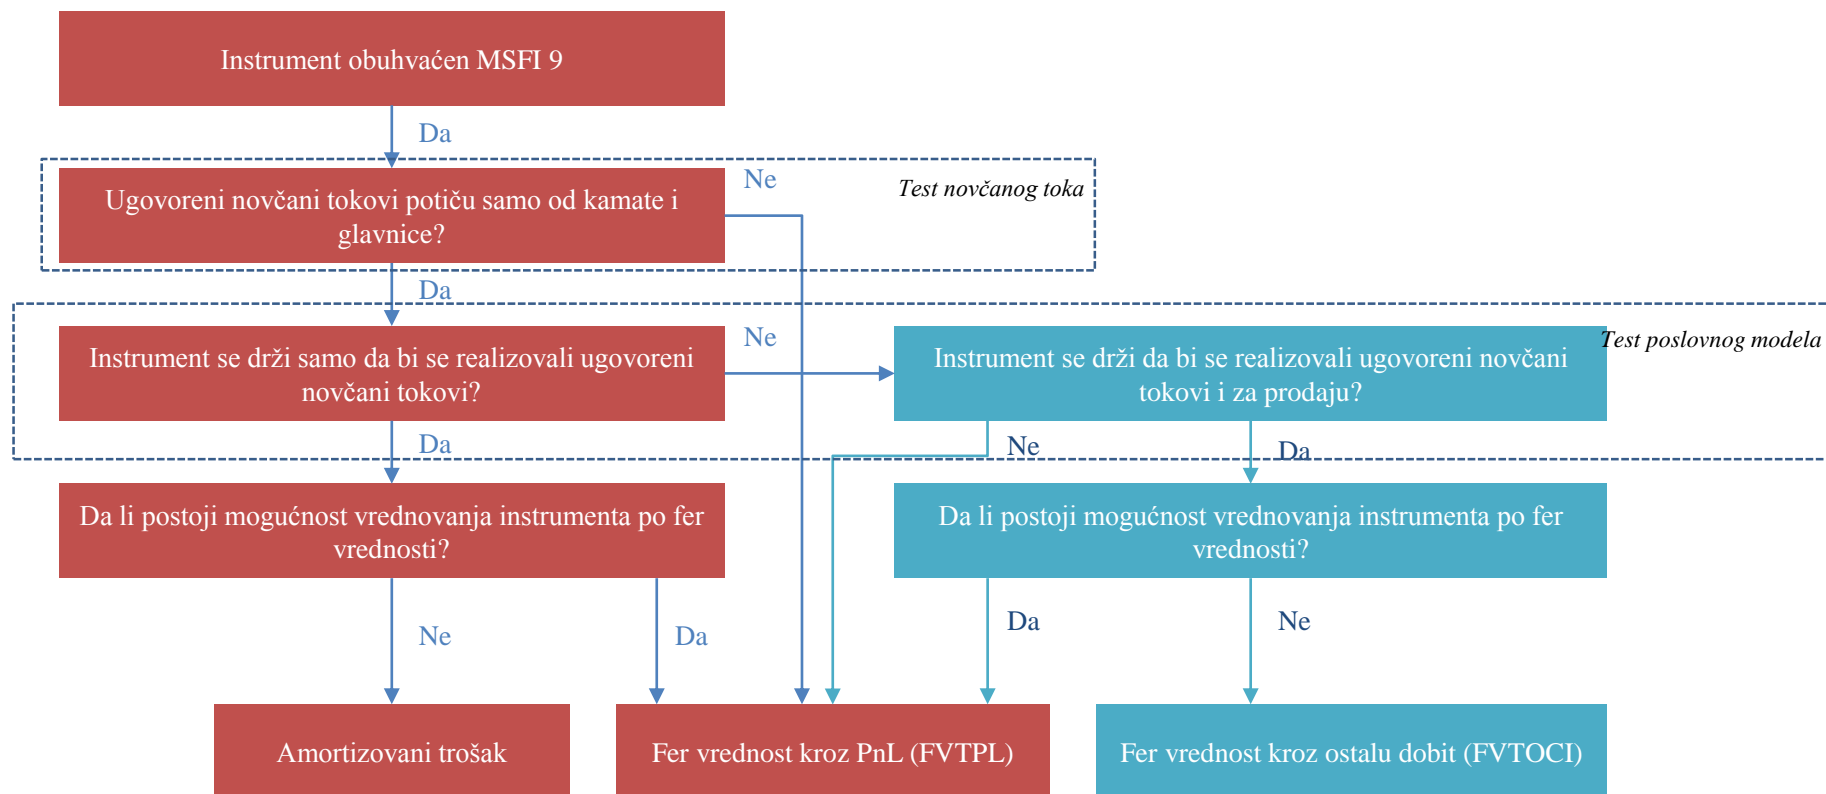 Instrument obuhvaćen MSFI 9
Da
Ugovoreni novčani tokovi potiču samo od kamate i
glavnice?
Ne
Test novčanog toka
Da
Instrument se drži samo da bi se realizovali ugovoreni
novčani tokovi?
Ne
Instrument se drži da bi se realizovali ugovoreni novčani
tokovi i za prodaju?
Test poslovnog modela
Da
Ne
Da
Da li postoji mogućnost vrednovanja instrumenta po fer
vrednosti?
Da li postoji mogućnost vrednovanja instrumenta po fer
vrednosti?
Ne
Da
Da
Ne
Amortizovani trošak
Fer vrednost kroz PnL (FVTPL)
Fer vrednost kroz ostalu dobit (FVTOCI)